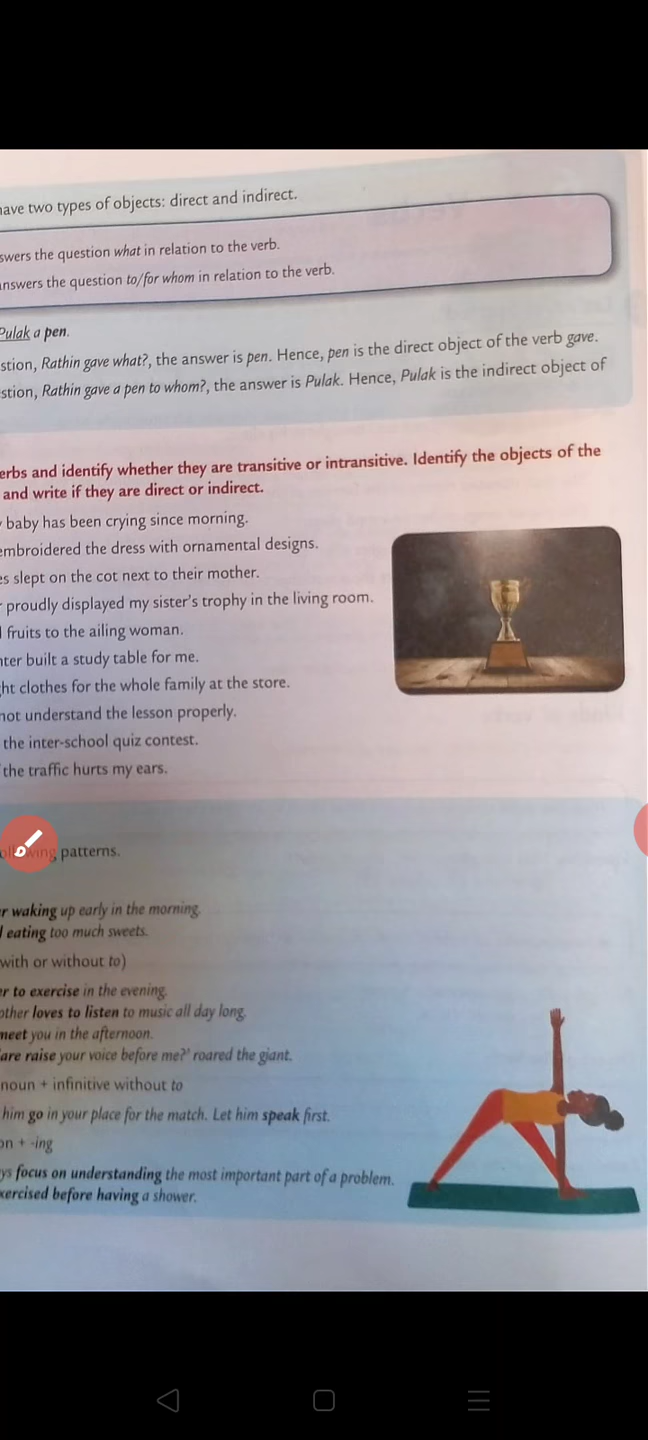 have two types of objects: direct and indirect.
swers the question what in relation to the verb.
answers the question to/for whom in relation to the verb.
Pulak a pen.
stion, Rathin gave what?, the answer is pen. Hence, pen is the direct object of the verb gave.
stion, Rathin gave a pen to whom?, the answer is Pulak. Hence, Pulak is the indirect object of
erbs and identify whether they are transitive or intransitive. Identify the objects of the
and write if they are direct or indirect.
baby has been crying since morning.
embroidered the dress with ornamental designs.
es slept on the cot next to their mother.
proudly displayed my sister's trophy in the living room.
fruits to the ailing woman.
nter built a study table for me.
ht clothes for the whole family at the store.
not understand the lesson properly.
the inter-school quiz contest.
the traffic hurts my ears.
patterns.
r waking up early in the morning.
eating too much sweets.
with or without to)
er to exercise in the evening.
other loves to listen to music all day long.
meet you in the afternoon.
are raise your voice before me?' roared the giant.
noun + infinitive without to
him go in your place for the match. Let him speak first.
on + -ing
ys focus on understanding the most important part of a problem.
xercised before having a shower.